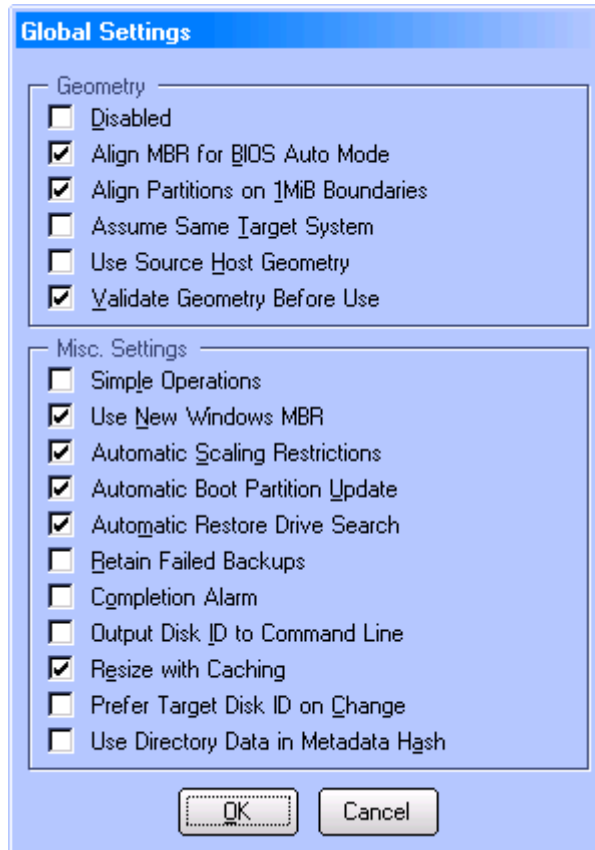 Global Settings
Geometry
Disabled
Align MBR for BIOS Auto Mode
Align Partitions on 1MiB Boundaries
Assume Same Target System
Use Source Host Geometry
Validate Geometry Before Use
Misc. Settings
Simple Operations
Use New Windows MBR
Automatic Scaling Restrictions
Automatic Boot Partition Update
Automatic Restore Drive Search
Retain Failed Backups
Completion Alarm
Output Disk ID to Command Line
Resize with Caching
Prefer Target Disk ID on Change
Use Directory Data in Metadata Hash
OK Cancel